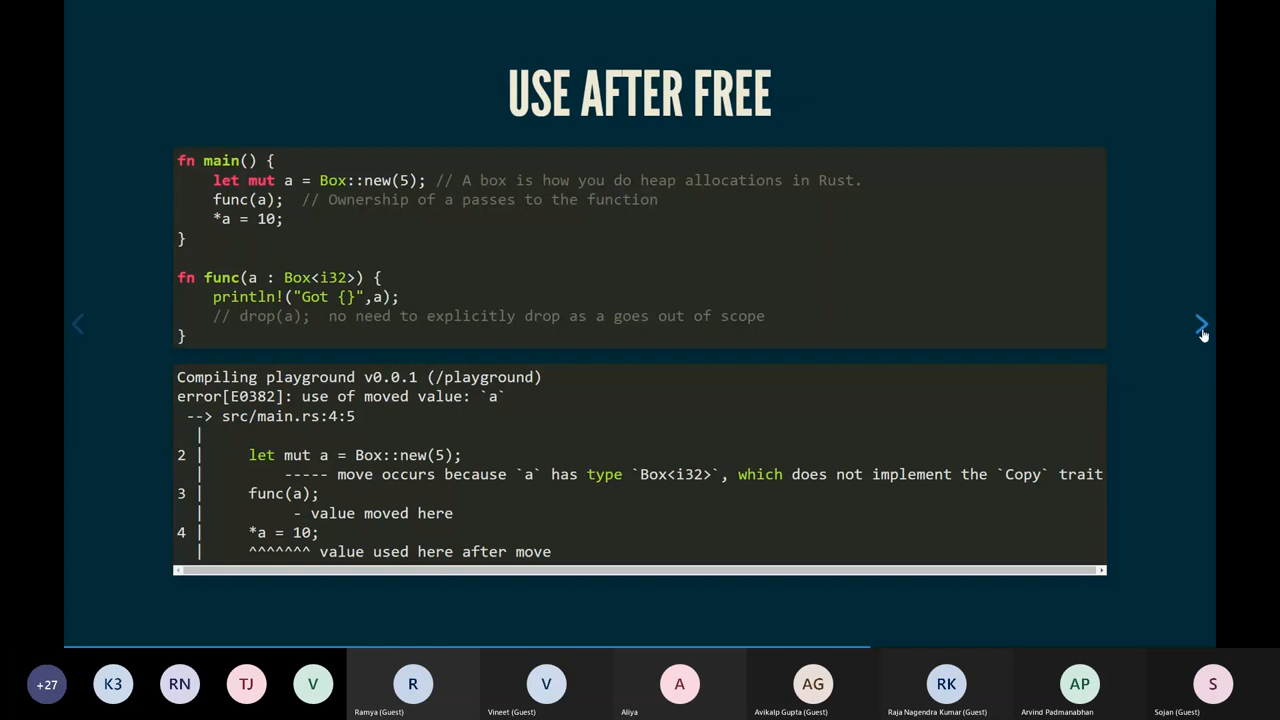 USE AFTER FREE
fn main() {
    let mut a = Box::new(5); // A box is how you do heap allocations in Rust.
    func(a);  // Ownership of a passes to the function
    *a = 10;
}
fn func(a : Box<i32>) {
    println!("Got {}",a);
    // drop(a);  no need to explicitly drop as a goes out of scope
}
Compiling playground v0.0.1 (/playground)
error[E0382]: use of moved value: `a`
 --> src/main.rs:4:5
  |
2 |     let mut a = Box::new(5);
  |         ----- move occurs because `a` has type `Box<i32>`, which does not implement the `Copy` trait
3 |     func(a);
  |          - value moved here
4 |     *a = 10;
  |     ^^^^^^^ value used here after move
+27
K3
RN
TJ
V
R
V
A
AG
RK
AP
S
Ramya (Guest)
Vineet (Guest)
Aliya
Avikalp Gupta (Guest)
Raja Nagendra Kumar (Guest)
Arvind Padmanabhan
Sojan (Guest)